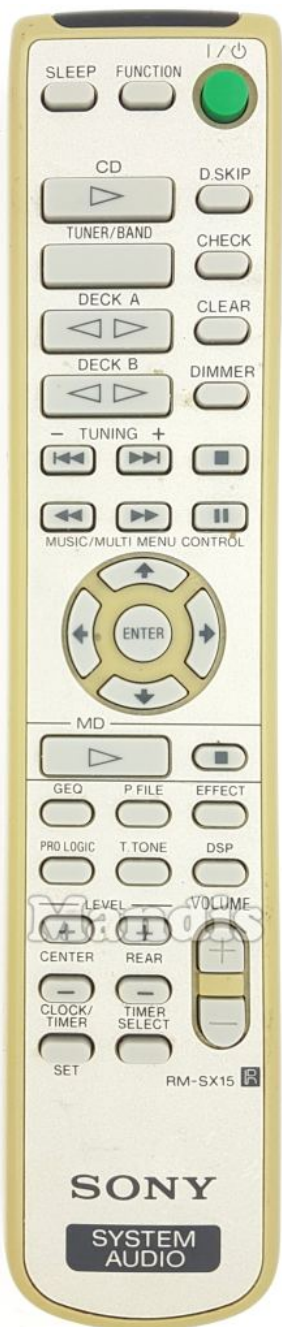 I / ⏻
SLEEP FUNCTION
CD D.SKIP
TUNER/BAND
CHECK
DECK A CLEAR
DECK B DIMMER
− TUNING +
MUSIC/MULTI MENU CONTROL
ENTER
MD
GEQ P FILE EFFECT
PRO LOGIC T.TONE DSP
LEVEL VOLUME
Mandis
+ + +
CENTER REAR
− − −
CLOCK/ TIMER
TIMER SELECT
SET
RM-SX15 R
SONY
SYSTEM
AUDIO